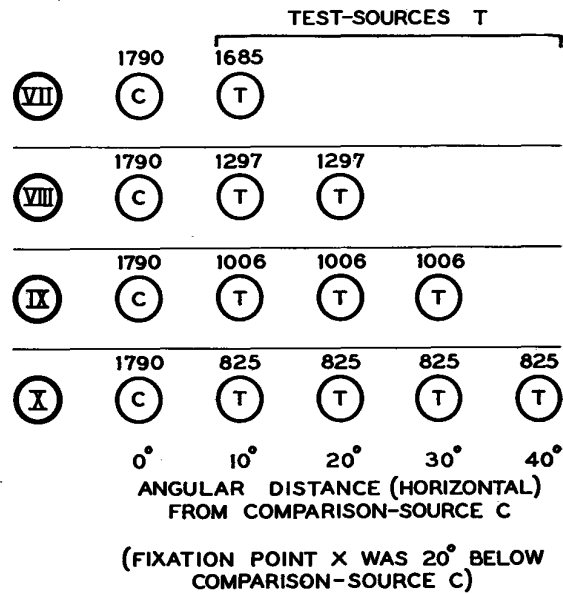 TEST-SOURCES T
1790 1685
VII C T
1790 1297 1297
VIII C T T
1790 1006 1006 1006
IX C T T T
1790 825 825 825 825
X C T T T T
0° 10° 20° 30° 40°
ANGULAR DISTANCE (HORIZONTAL)
FROM COMPARISON-SOURCE C
(FIXATION POINT X WAS 20° BELOW
COMPARISON-SOURCE C)